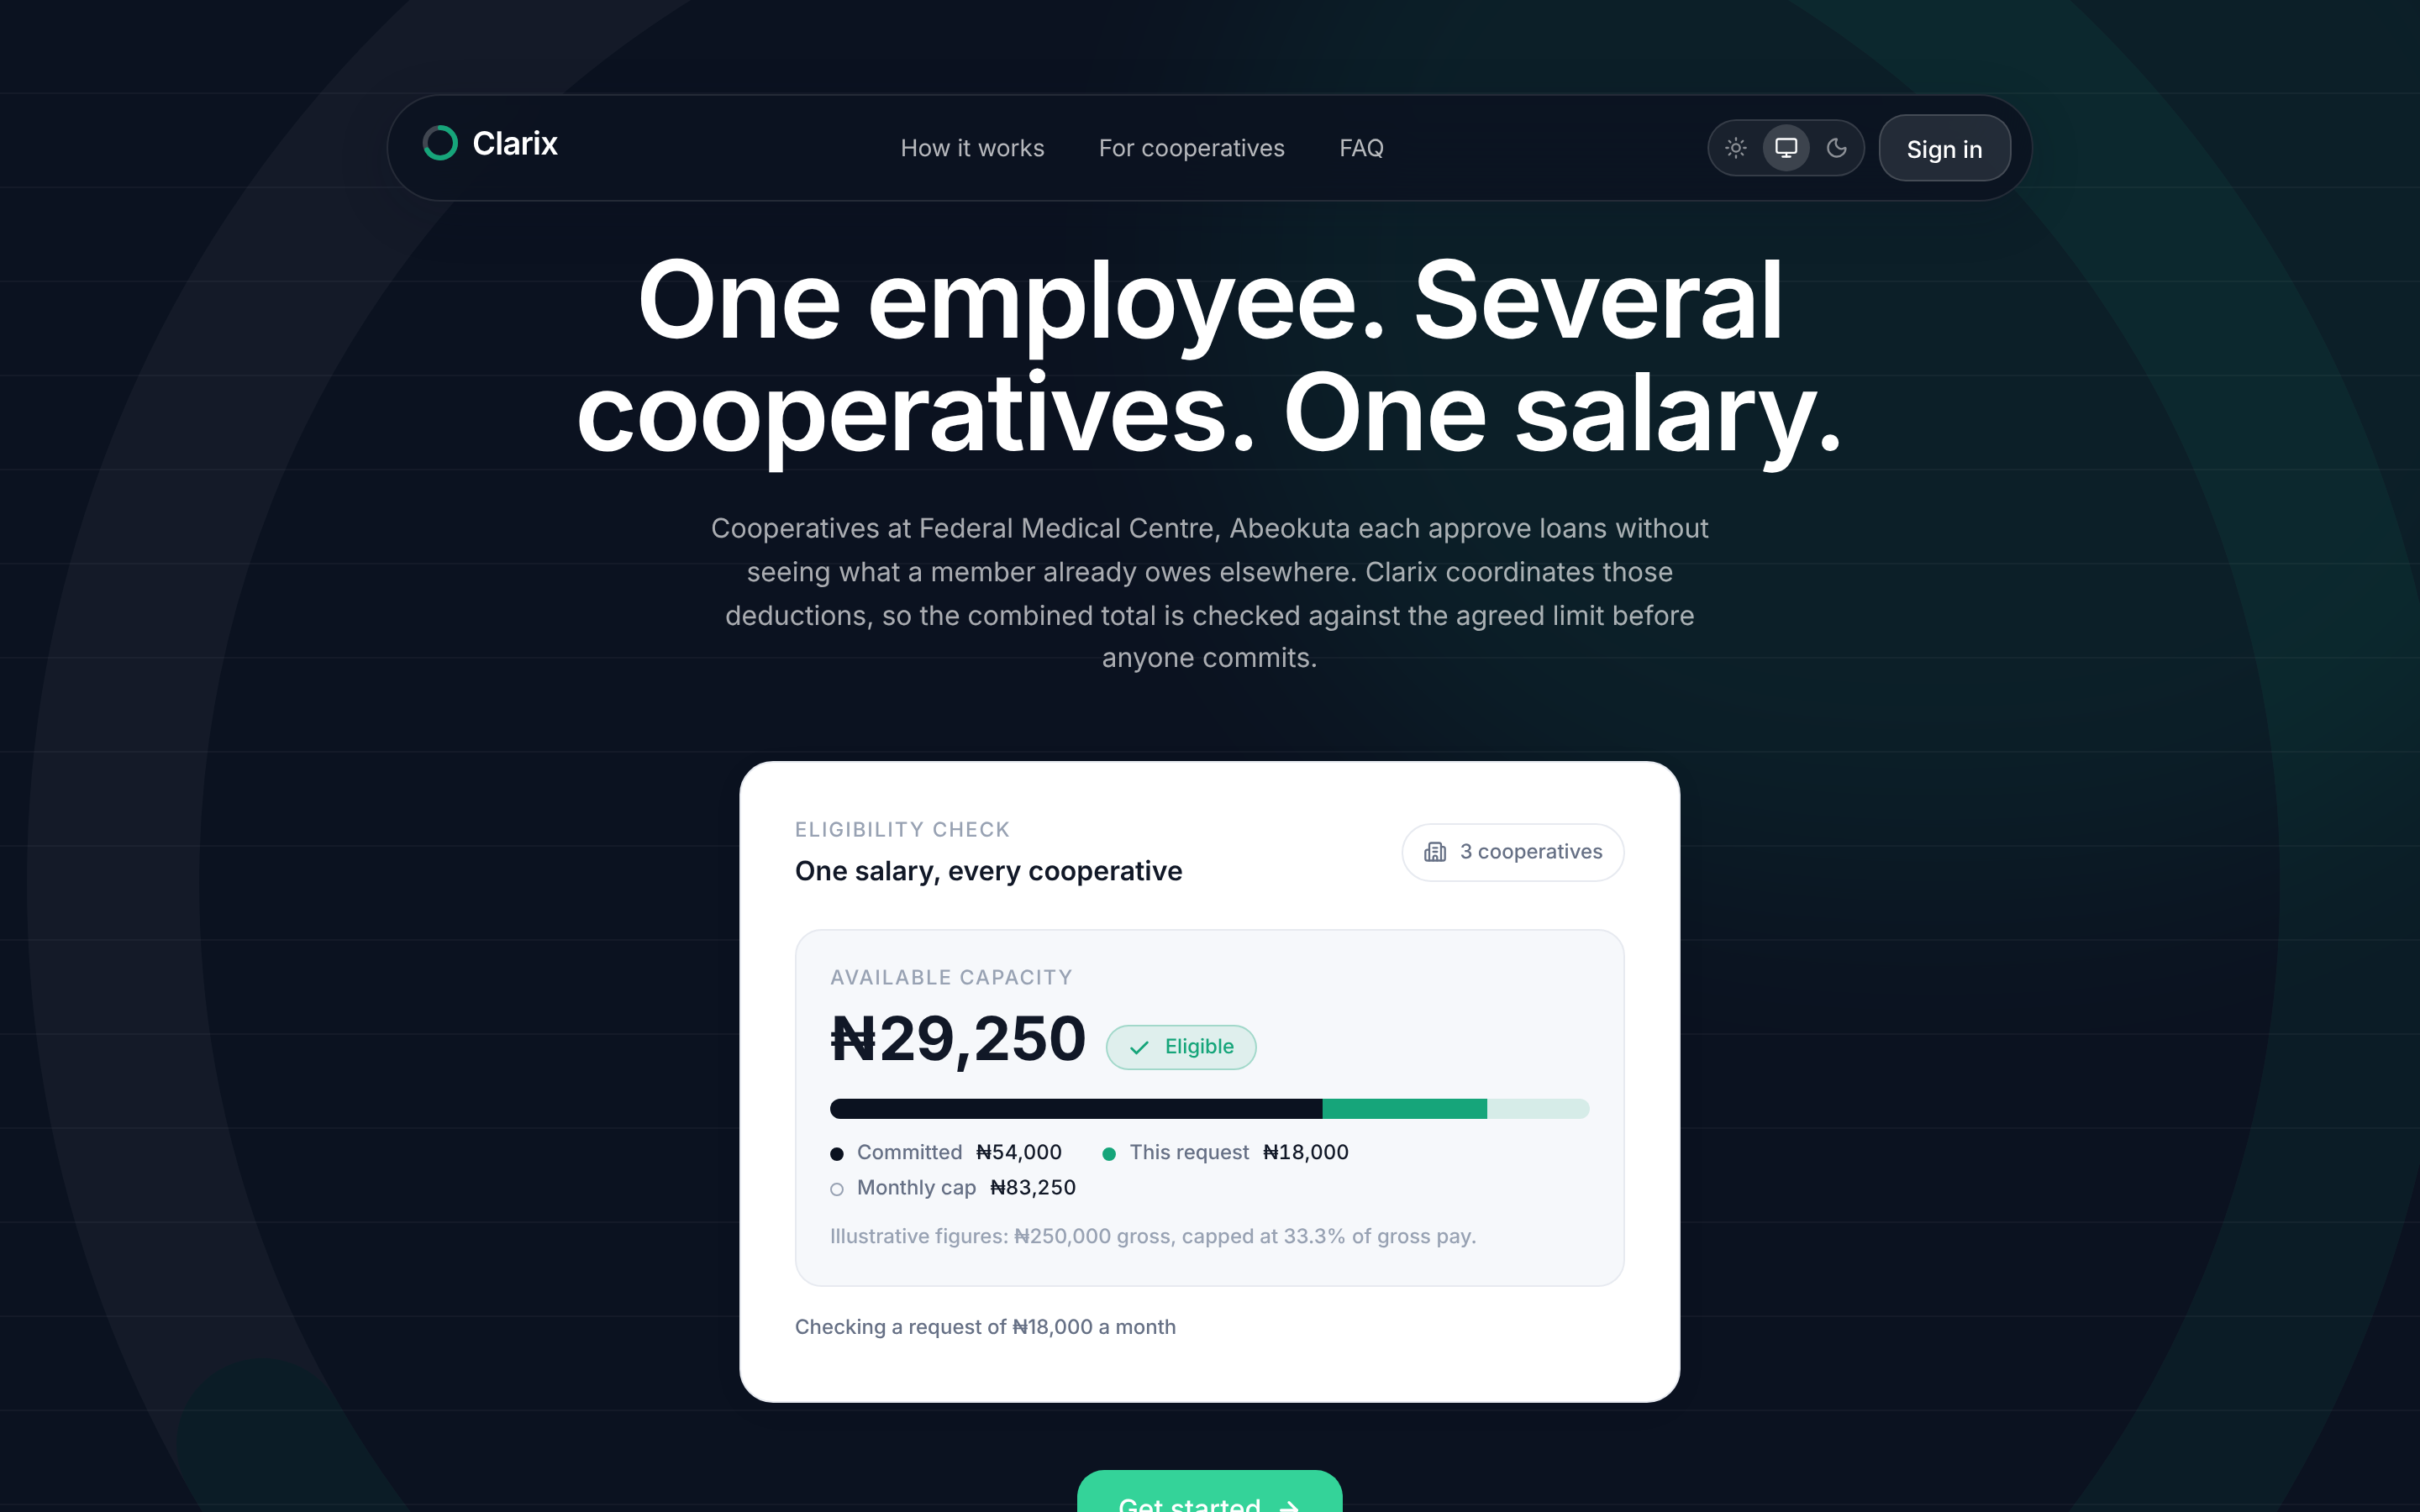 Clarix
How it works
For cooperatives
FAQ
Sign in
One employee. Several
cooperatives. One salary.
Cooperatives at Federal Medical Centre, Abeokuta each approve loans without
seeing what a member already owes elsewhere. Clarix coordinates those
deductions, so the combined total is checked against the agreed limit before
anyone commits.
ELIGIBILITY CHECK
One salary, every cooperative
3 cooperatives
AVAILABLE CAPACITY
₦29,250
Eligible
Committed ₦54,000
This request ₦18,000
Monthly cap ₦83,250
Illustrative figures: ₦250,000 gross, capped at 33.3% of gross pay.
Checking a request of ₦18,000 a month
Get started